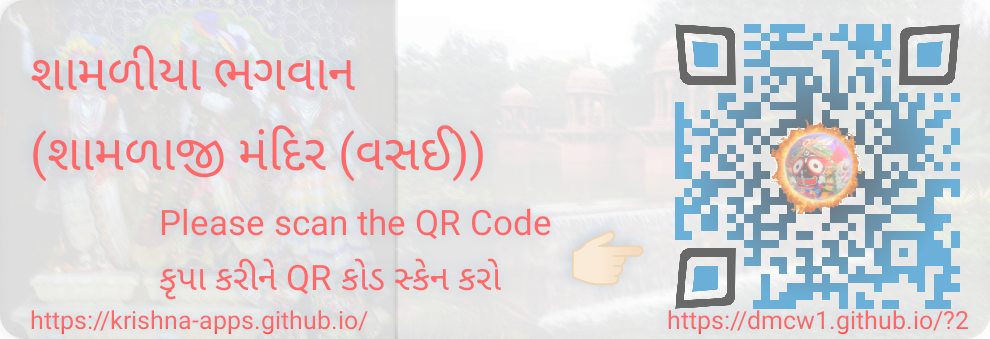 શામળીયા ભગવાન
(શામળાજી મંદિર (વસઈ))
Please scan the QR Code
કૃપા કરીને QR કોડ સ્કેન કરો
https://krishna-apps.github.io/
https://dmcw1.github.io/?2